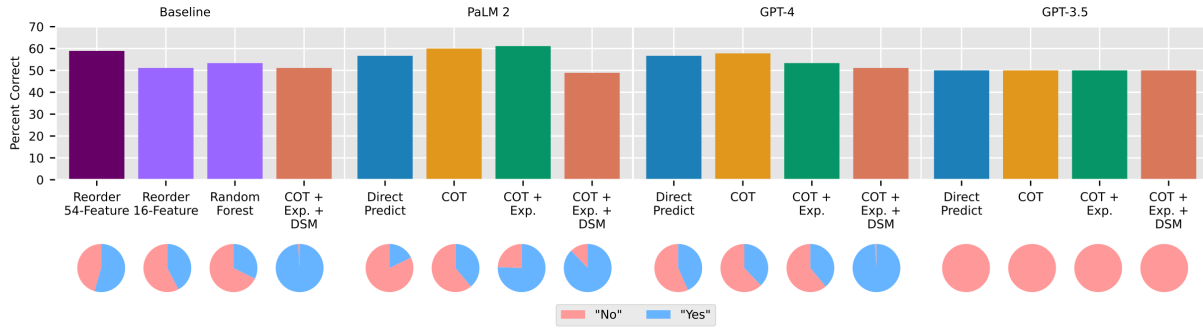 Baseline
PaLM 2
GPT-4
GPT-3.5
Percent Correct
70
60
50
40
30
20
10
0
Reorder
54-Feature
Reorder
16-Feature
Random
Forest
COT +
Exp. +
DSM
Direct
Predict
COT
COT +
Exp.
COT +
Exp. +
DSM
Direct
Predict
COT
COT +
Exp.
COT +
Exp. +
DSM
Direct
Predict
COT
COT +
Exp.
COT +
Exp. +
DSM
"No"
"Yes"